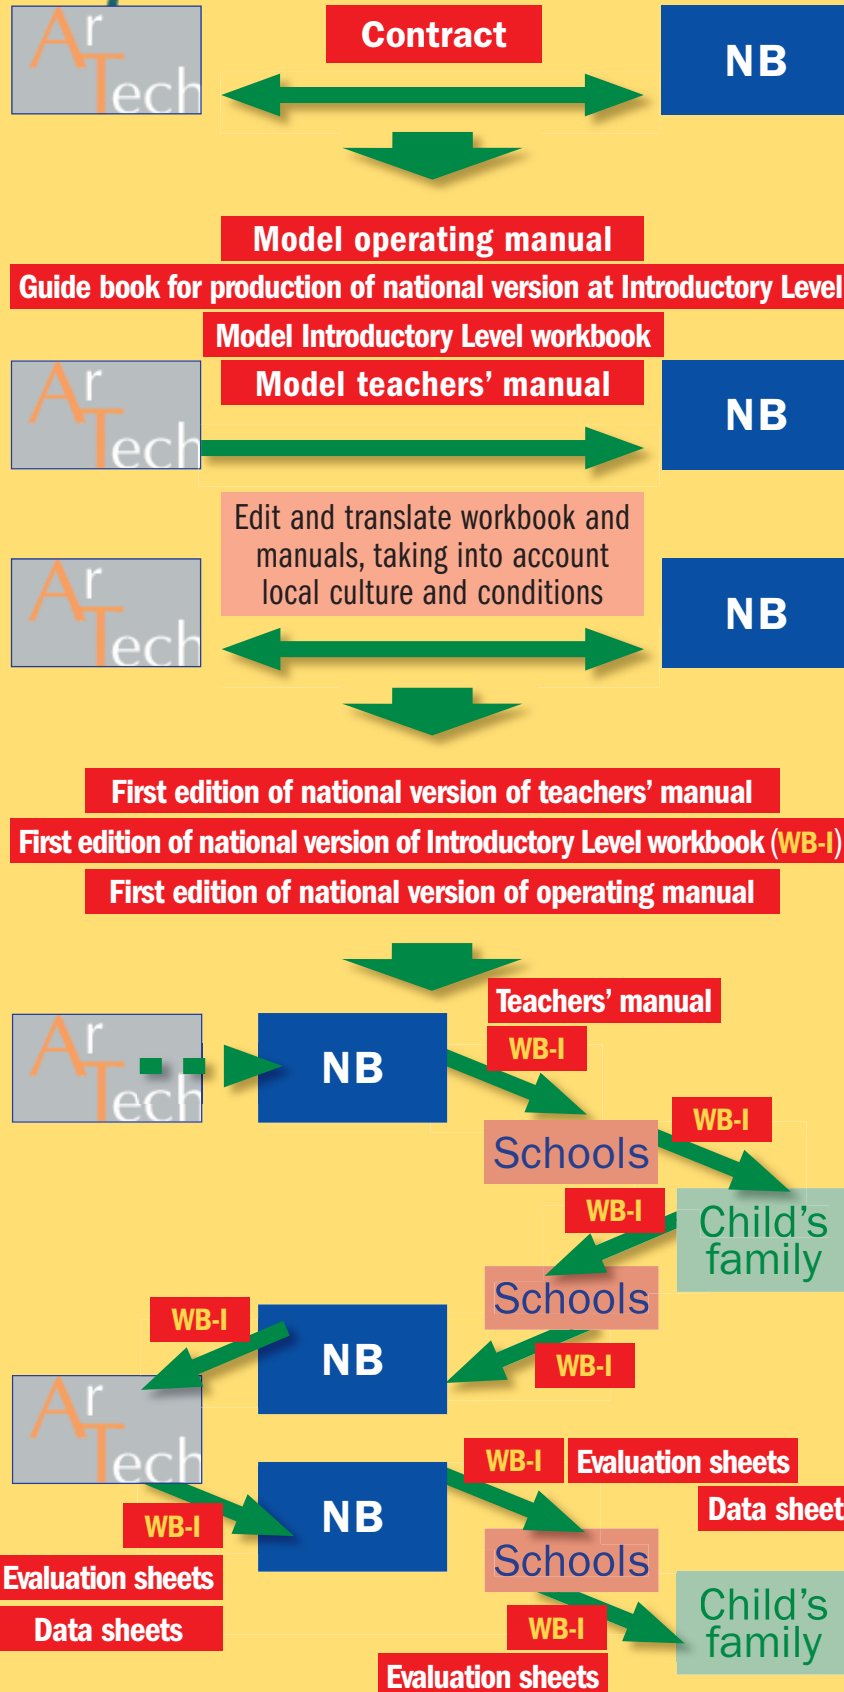 ArTech
Contract
NB
Model operating manual
Guide book for production of national version at Introductory Level
Model Introductory Level workbook
Model teachers' manual
ArTech
NB
Edit and translate workbook and
manuals, taking into account
local culture and conditions
ArTech
NB
First edition of national version of teachers' manual
First edition of national version of Introductory Level workbook (WB-I)
First edition of national version of operating manual
ArTech
NB
Teachers' manual
WB-I
Schools
WB-I
Child's
family
WB-I
Schools
WB-I
NB
WB-I
ArTech
WB-I
Evaluation sheets
Data sheets
NB
WB-I
Evaluation sheets
Data sheet
Schools
WB-I
Evaluation sheets
Child's
family